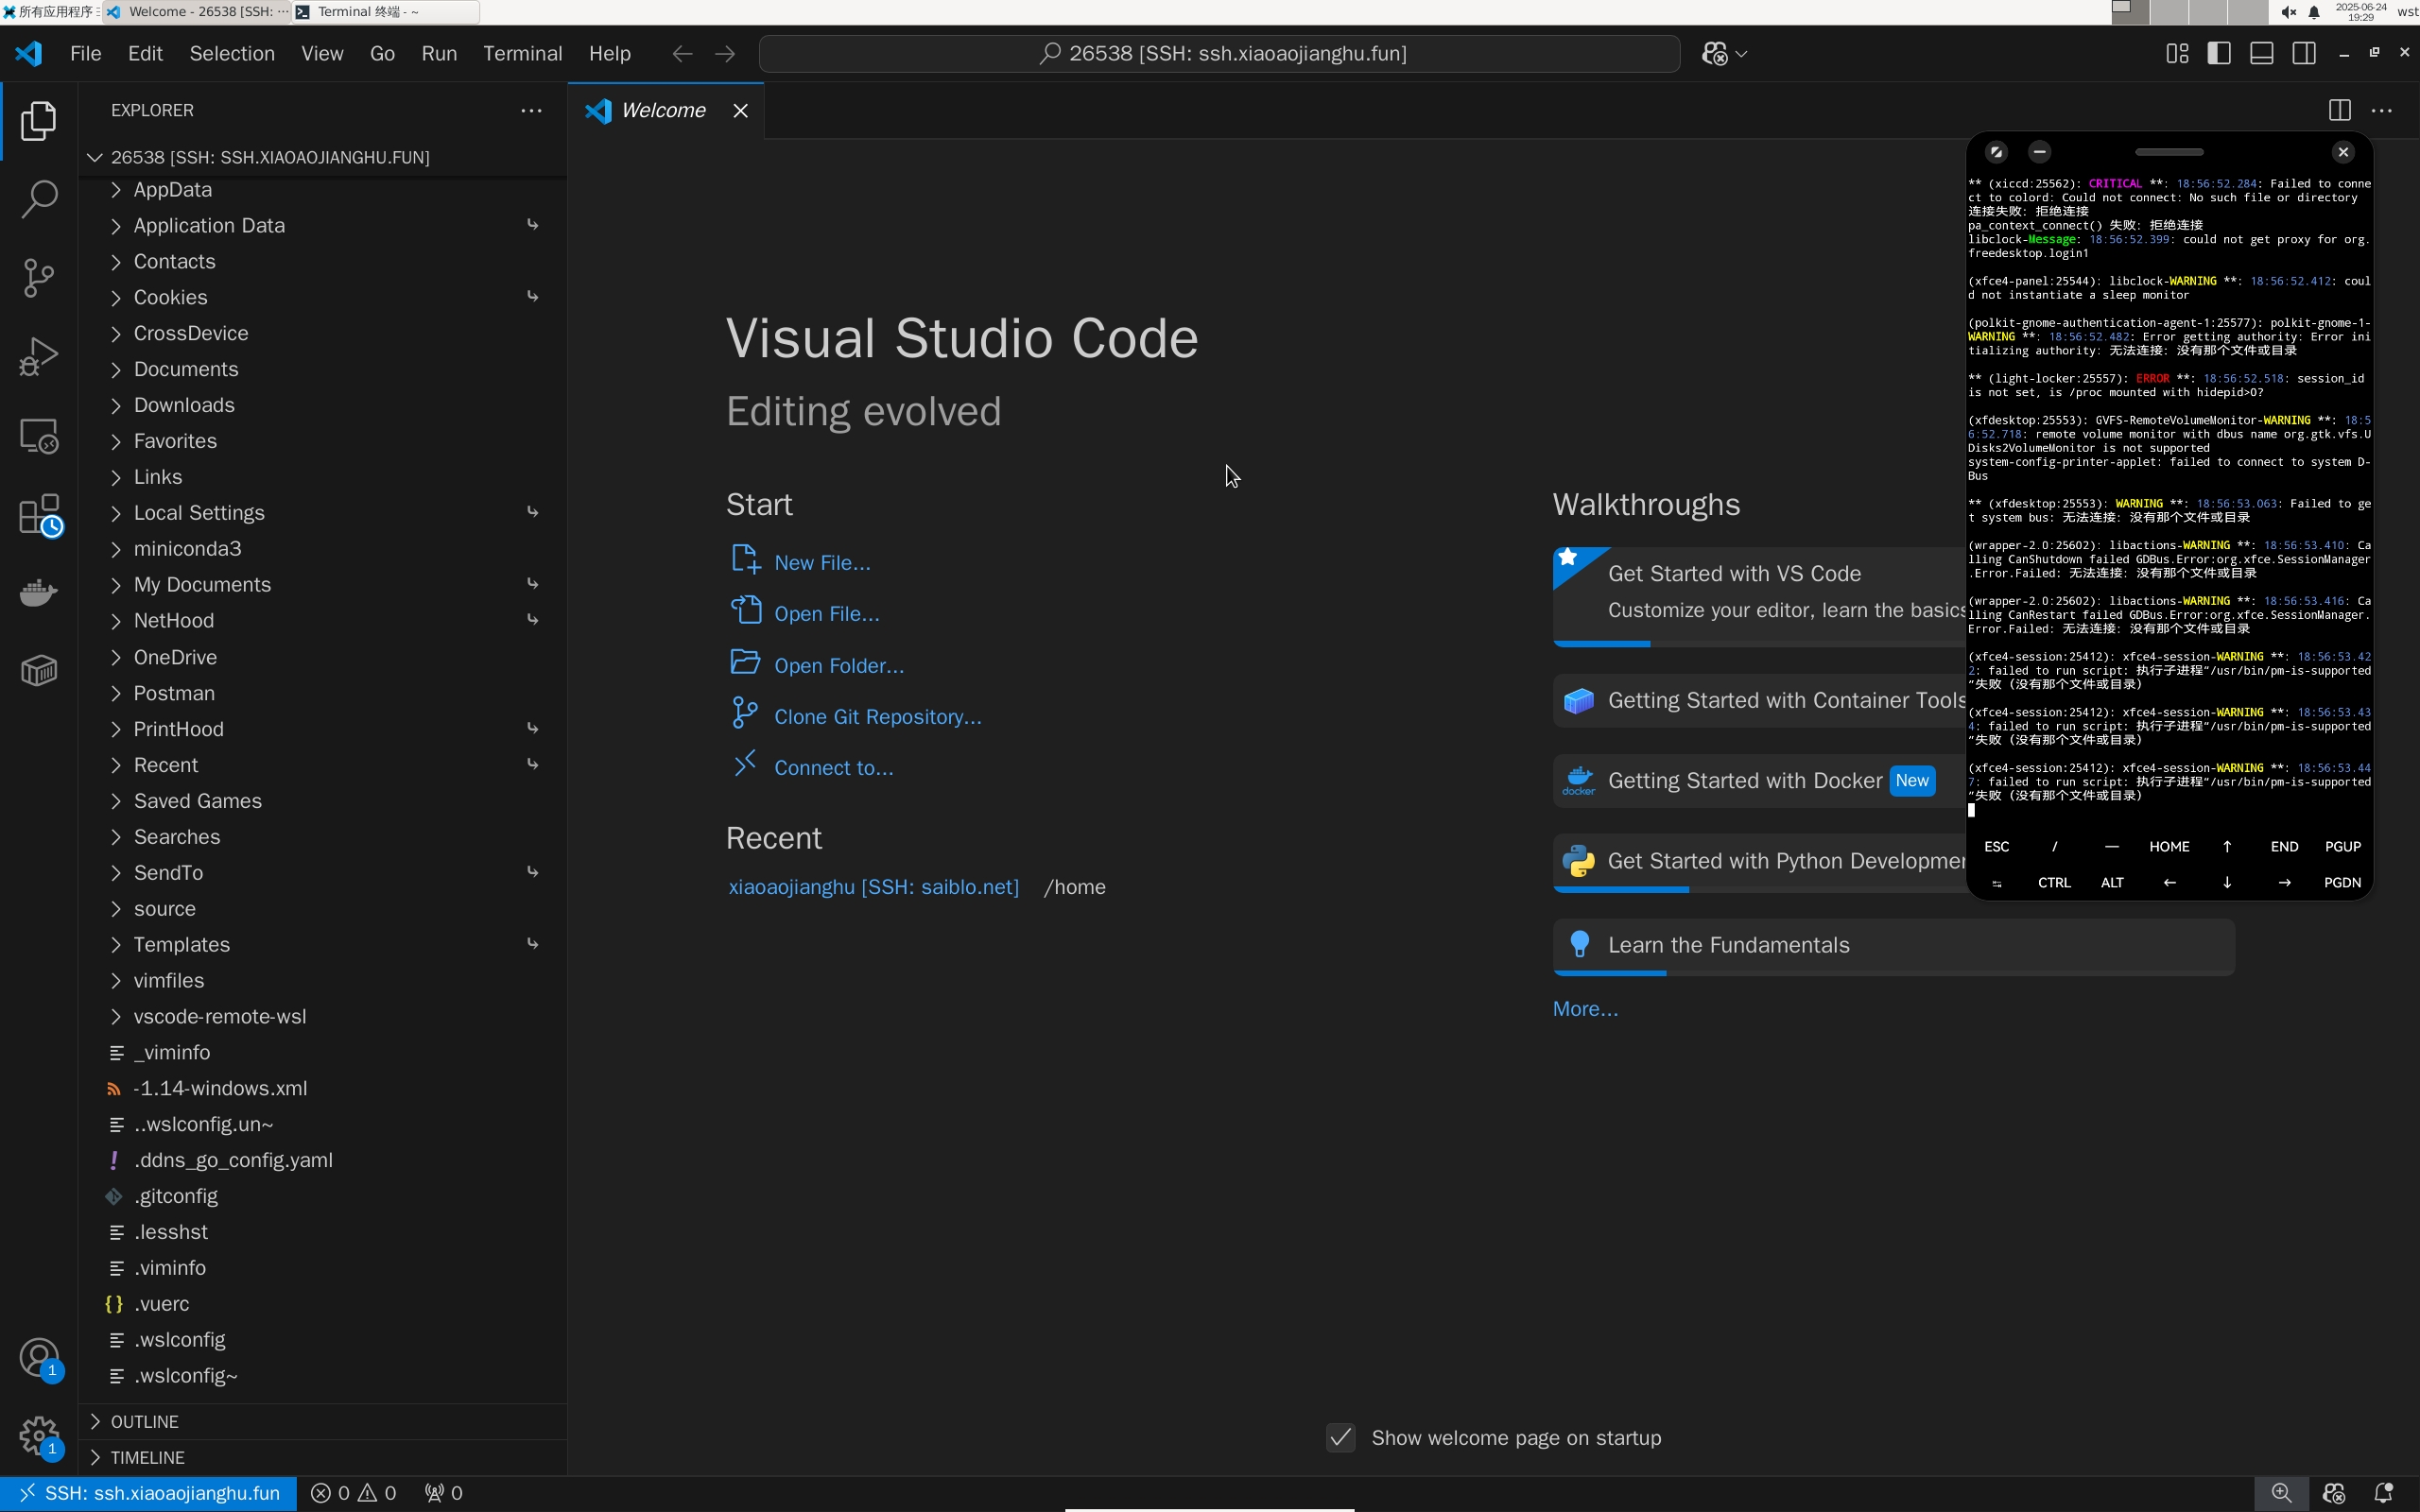 所有应用程序
Welcome - 26538 [SSH: ···
Terminal 终端 - ~
2025-06-24
19:29
wst
File Edit Selection View Go Run Terminal Help
26538 [SSH: ssh.xiaoaojianghu.fun]
EXPLORER
Welcome
26538 [SSH: SSH.XIAOAOJIANGHU.FUN]
AppData
Application Data
Contacts
Cookies
CrossDevice
Documents
Downloads
Favorites
Links
Local Settings
miniconda3
My Documents
NetHood
OneDrive
Postman
PrintHood
Recent
Saved Games
Searches
SendTo
source
Templates
vimfiles
vscode-remote-wsl
_viminfo
-1.14-windows.xml
..wslconfig.un~
.ddns_go_config.yaml
.gitconfig
.lesshst
.viminfo
.vuerc
.wslconfig
.wslconfig~
OUTLINE
TIMELINE
1
1
Visual Studio Code
Editing evolved
Start
New File...
Open File...
Open Folder...
Clone Git Repository...
Connect to...
Recent
xiaoaojianghu [SSH: saiblo.net] /home
Walkthroughs
Get Started with VS Code
Customize your editor, learn the basics
Getting Started with Container Tools
docker
Getting Started with Docker New
Get Started with Python Developmen
Learn the Fundamentals
More...
Show welcome page on startup
** (xiccd:25562): CRITICAL **: 18:56:52.284: Failed to conne
ct to colord: Could not connect: No such file or directory
连接失败: 拒绝连接
pa_context_connect() 失败: 拒绝连接
libclock-Message: 18:56:52.399: could not get proxy for org.
freedesktop.login1
(xfce4-panel:25544): libclock-WARNING **: 18:56:52.412: coul
d not instantiate a sleep monitor
(polkit-gnome-authentication-agent-1:25577): polkit-gnome-1-
WARNING **: 18:56:52.482: Error getting authority: Error ini
tializing authority: 无法连接: 没有那个文件或目录
** (light-locker:25557): ERROR **: 18:56:52.518: session_id
is not set, is /proc mounted with hidepid>0?
(xfdesktop:25553): GVFS-RemoteVolumeMonitor-WARNING **: 18:5
6:52.718: remote volume monitor with dbus name org.gtk.vfs.U
Disks2VolumeMonitor is not supported
system-config-printer-applet: failed to connect to system D-
Bus
** (xfdesktop:25553): WARNING **: 18:56:53.063: Failed to ge
t system bus: 无法连接: 没有那个文件或目录
(wrapper-2.0:25602): libactions-WARNING **: 18:56:53.410: Ca
lling CanShutdown failed GDBus.Error:org.xfce.SessionManager
.Error.Failed: 无法连接: 没有那个文件或目录
(wrapper-2.0:25602): libactions-WARNING **: 18:56:53.416: Ca
lling CanRestart failed GDBus.Error:org.xfce.SessionManager.
Error.Failed: 无法连接: 没有那个文件或目录
(xfce4-session:25412): xfce4-session-WARNING **: 18:56:53.42
2: failed to run script: 执行子进程“/usr/bin/pm-is-supported
”失败 (没有那个文件或目录)
(xfce4-session:25412): xfce4-session-WARNING **: 18:56:53.43
4: failed to run script: 执行子进程“/usr/bin/pm-is-supported
”失败 (没有那个文件或目录)
(xfce4-session:25412): xfce4-session-WARNING **: 18:56:53.44
7: failed to run script: 执行子进程“/usr/bin/pm-is-supported
”失败 (没有那个文件或目录)
ESC / — HOME ↑ END PGUP
⇆ CTRL ALT ← ↓ → PGDN
SSH: ssh.xiaoaojianghu.fun 0 0 0